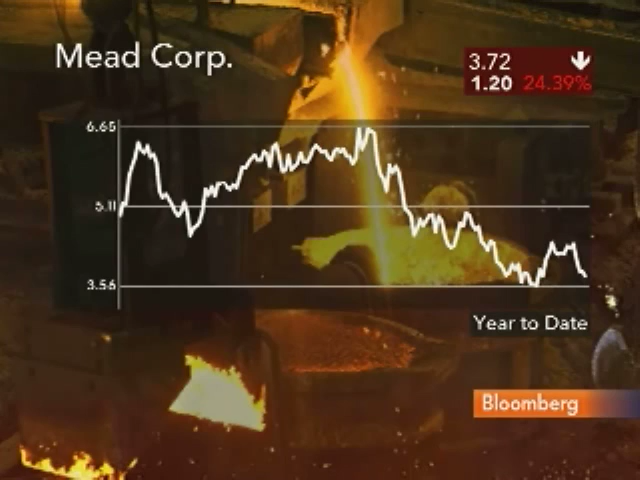 Mead Corp.
3.72
1.20 24.39%
6.65
5.11
3.56
Year to Date
Bloomberg